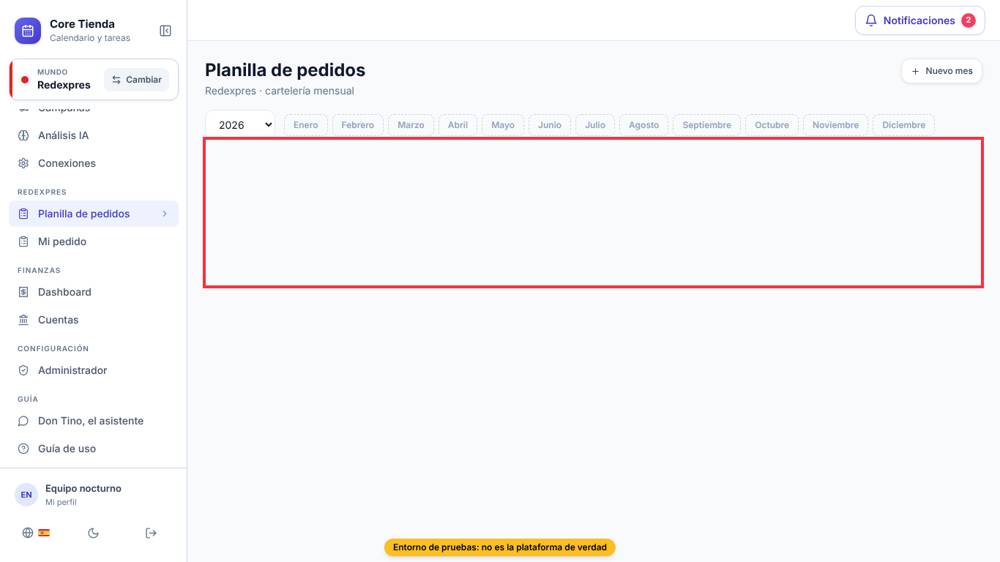 Core Tienda
Calendario y tareas
Notificaciones 2
MUNDO
Redexpres
Cambiar
Campañas
Análisis IA
Conexiones
REDEXPRES
Planilla de pedidos
Mi pedido
FINANZAS
Dashboard
Cuentas
CONFIGURACIÓN
Administrador
GUÍA
Don Tino, el asistente
Guía de uso
EN
Equipo nocturno
Mi perfil
Planilla de pedidos
Redexpres · cartelería mensual
+ Nuevo mes
2026 Enero Febrero Marzo Abril Mayo Junio Julio Agosto Septiembre Octubre Noviembre Diciembre
Entorno de pruebas: no es la plataforma de verdad